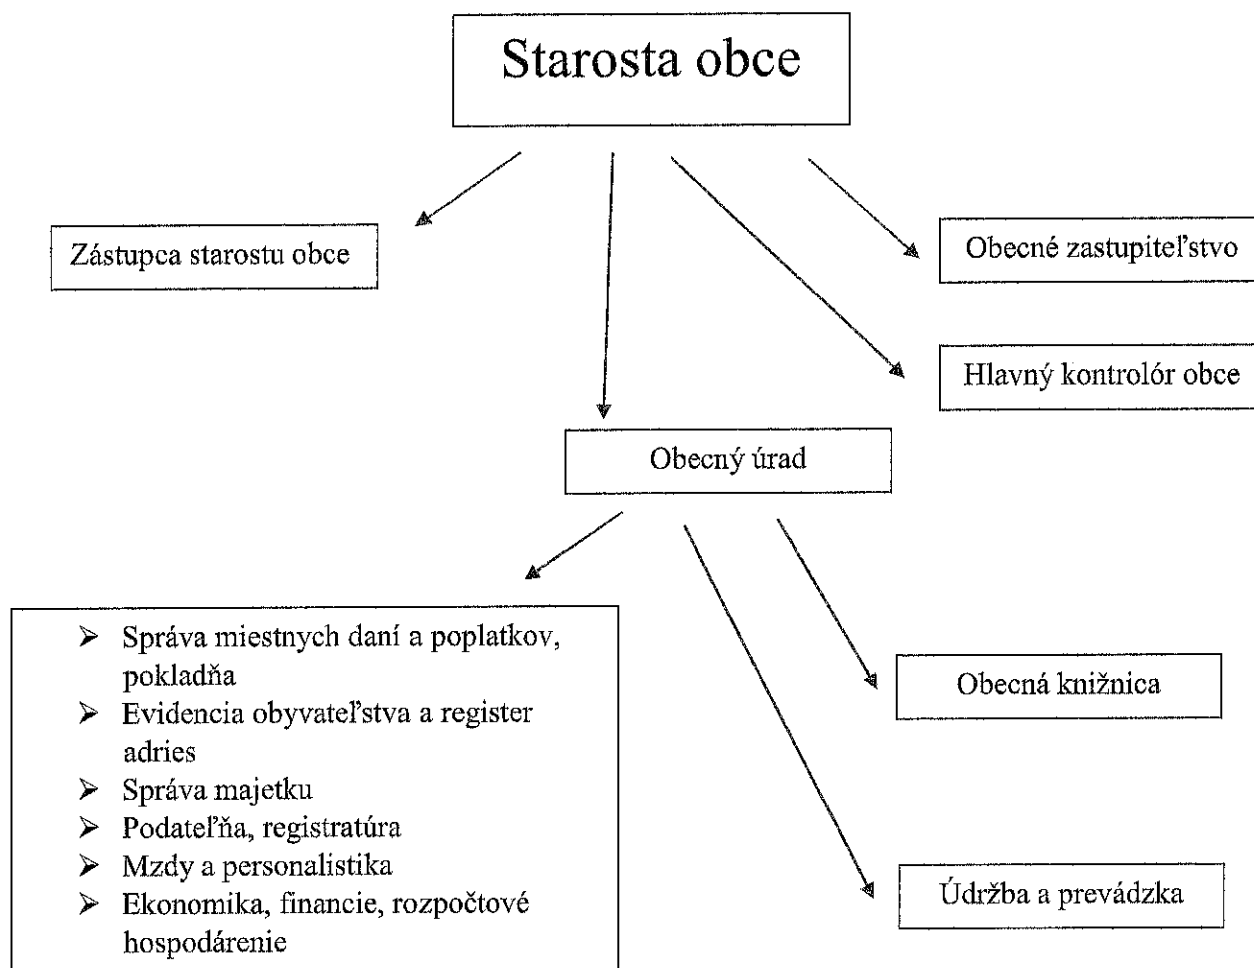 Starosta obce
Zástupca starostu obce
Obecné zastupiteľstvo
Hlavný kontrolór obce
Obecný úrad
➢ Správa miestnych daní a poplatkov,
pokladňa
➢ Evidencia obyvateľstva a register
adries
➢ Správa majetku
➢ Podateľňa, registratúra
➢ Mzdy a personalistika
➢ Ekonomika, financie, rozpočtové
hospodárenie
Obecná knižnica
Údržba a prevádzka